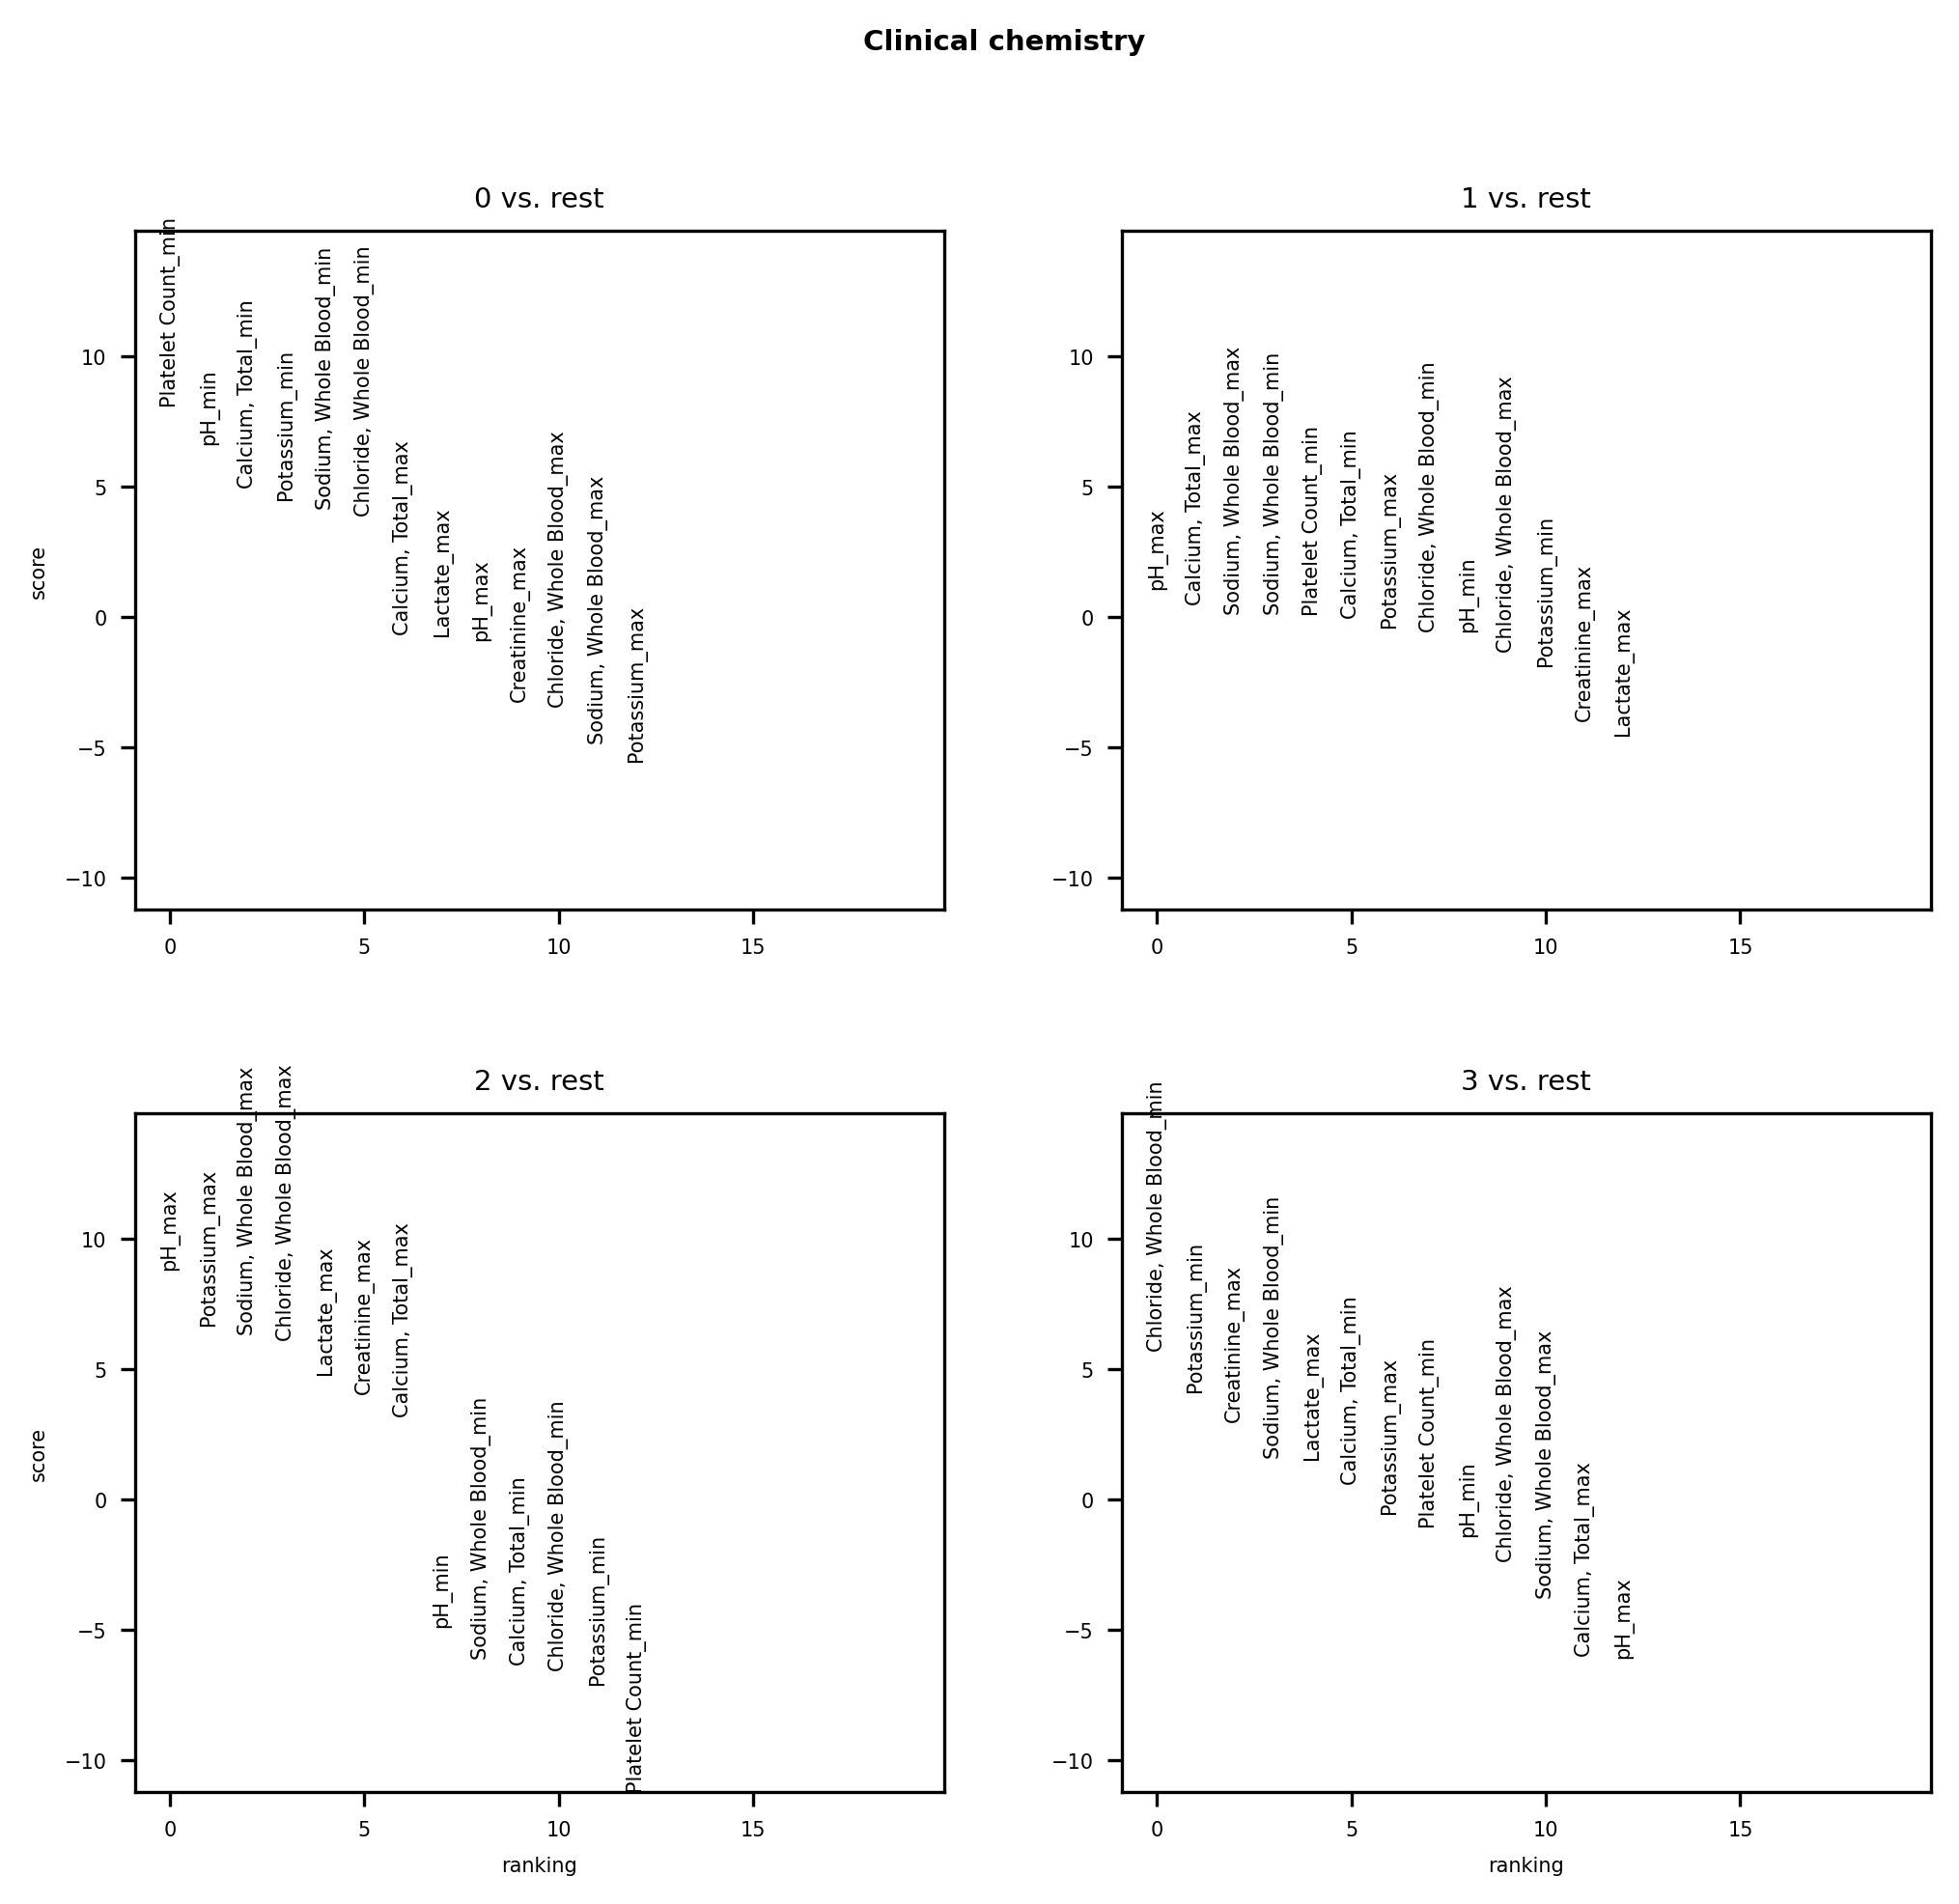 Clinical chemistry
0 vs. rest
score
10
5
0
−5
−10
Platelet Count_min
pH_min
Calcium, Total_min
Potassium_min
Sodium, Whole Blood_min
Chloride, Whole Blood_min
Calcium, Total_max
Lactate_max
pH_max
Creatinine_max
Chloride, Whole Blood_max
Sodium, Whole Blood_max
Potassium_max
0 5 10 15
1 vs. rest
10
5
0
−5
−10
pH_max
Calcium, Total_max
Sodium, Whole Blood_max
Sodium, Whole Blood_min
Platelet Count_min
Calcium, Total_min
Potassium_max
Chloride, Whole Blood_min
pH_min
Chloride, Whole Blood_max
Potassium_min
Creatinine_max
Lactate_max
0 5 10 15
2 vs. rest
score
10
5
0
−5
−10
pH_max
Potassium_max
Sodium, Whole Blood_max
Chloride, Whole Blood_max
Lactate_max
Creatinine_max
Calcium, Total_max
pH_min
Sodium, Whole Blood_min
Calcium, Total_min
Chloride, Whole Blood_min
Potassium_min
Platelet Count_min
0 5 10 15
ranking
3 vs. rest
10
5
0
−5
−10
Chloride, Whole Blood_min
Potassium_min
Creatinine_max
Sodium, Whole Blood_min
Lactate_max
Calcium, Total_min
Potassium_max
Platelet Count_min
pH_min
Chloride, Whole Blood_max
Sodium, Whole Blood_max
Calcium, Total_max
pH_max
0 5 10 15
ranking